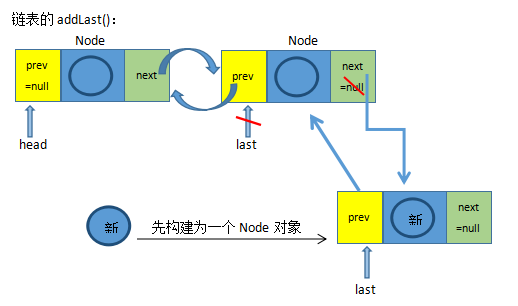 链表的 addLast()：
Node
Node
prev
=null
next
prev
next
=null
head
last
新
先构建为一个 Node 对象
prev
新
next
=null
last